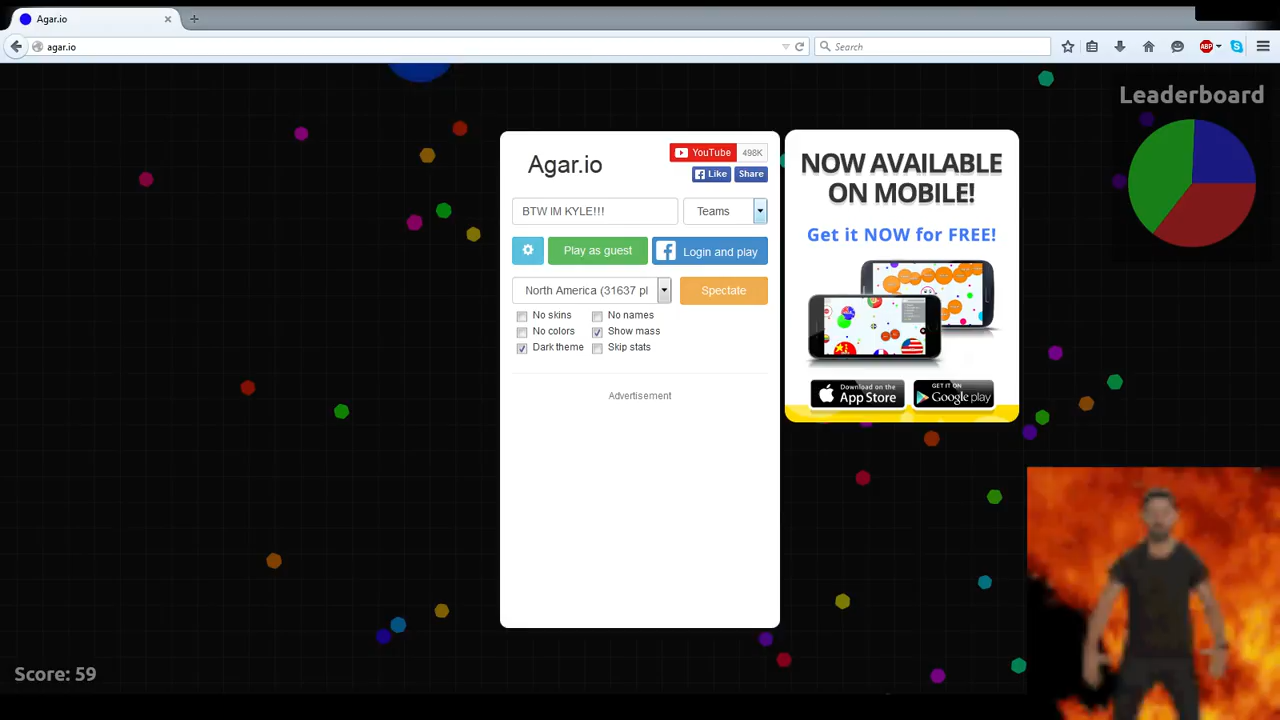 Agar.io
agar.io
Search
ABP
Leaderboard
Agar.io
YouTube
498K
Like
Share
BTW IM KYLE!!!
Teams
Play as guest
Login and play
North America (31637 pl
Spectate
No skins
No names
No colors
Show mass
Dark theme
Skip stats
Advertisement
NOW AVAILABLE
ON MOBILE!
Get it NOW for FREE!
Download on the
App Store
GET IT ON
Google play
Score: 59